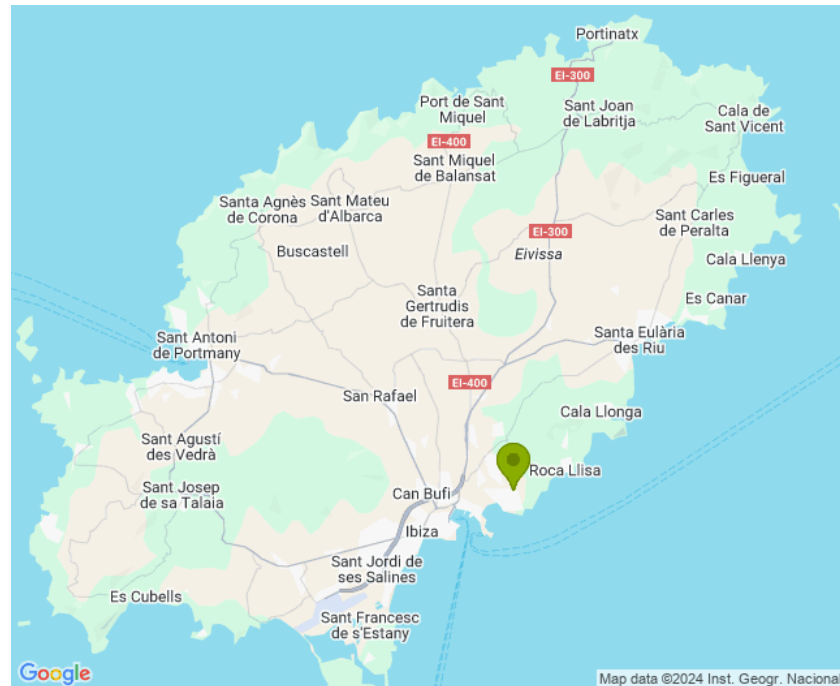 Portinatx
EI-300
Port de Sant
Miquel
Sant Joan
de Labritja
Cala de
Sant Vicent
EI-400
Sant Miquel
de Balansat
Es Figueral
Santa Agnès
de Corona
Sant Mateu
d'Albarca
Sant Carles
de Peralta
EI-300
Buscastell
Eivissa
Cala Llenya
Santa
Gertrudis
de Fruitera
Es Canar
Sant Antoni
de Portmany
Santa Eulària
des Riu
EI-400
San Rafael
Cala Llonga
Sant Agustí
des Vedrà
Roca Llisa
Sant Josep
de sa Talaia
Can Bufi
Ibiza
Sant Jordi de
ses Salines
Es Cubells
Sant Francesc
de s'Estany
Google
Map data ©2024 Inst. Geogr. Nacional